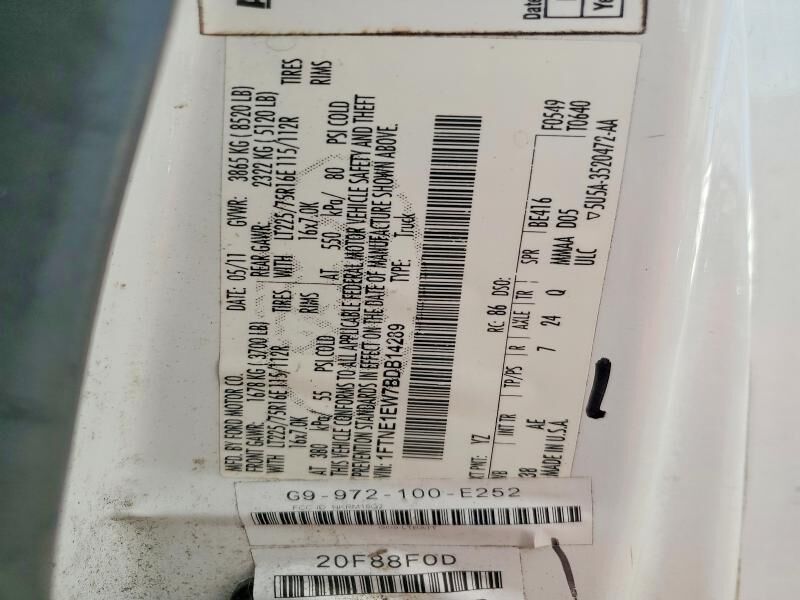 Date
MFD. BY FORD MOTOR CO.
DATE: 05/11 GVWR: 3865 KG ( 8520 LB)
FRONT GAWR: 1678 KG ( 3700 LB) REAR GAWR: 2322 KG ( 5120 LB)
WITH LT225/75R16E 115/112R TIRES WITH LT225/75R16E 115/112R TIRES
16x7.0K RIMS 16x7.0K RIMS
AT 380 kPa/ 55 PSI COLD AT 550 kPa/ 80 PSI COLD
THIS VEHICLE CONFORMS TO ALL APPLICABLE FEDERAL MOTOR VEHICLE SAFETY AND THEFT
PREVENTION STANDARDS IN EFFECT ON THE DATE OF MANUFACTURE SHOWN ABOVE.
VIN: 1FTNE1EW7BDB14289 TYPE: Truck
EXT PNT: YZ RC: 86 DSO: F0549
WB INT TR TP/PS R AXLE TR SPR BE416 T0640
38 AE 7 24 Q MMAAA D05
MADE IN U.S.A. ULC
▽ 5U5A-3520472-AA
G9-972-100-E252
FCC ID NKRM1602
20F88F0D